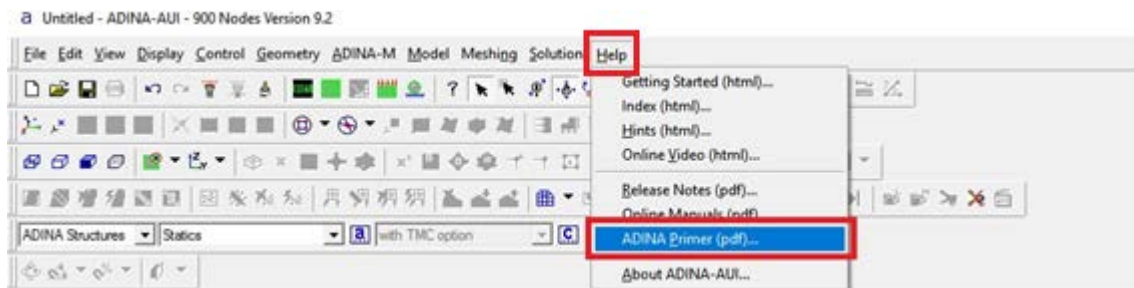 a Untitled - ADINA-AUI - 900 Nodes Version 9.2
File Edit View Display Control Geometry ADINA-M Model Meshing Solution Help
Getting Started (html)...
Index (html)...
Hints (html)...
Online Video (html)...
Release Notes (pdf)...
Online Manuals (pdf)
ADINA Structures Statics a with TMC option C ADINA Primer (pdf)...
About ADINA-AUI...